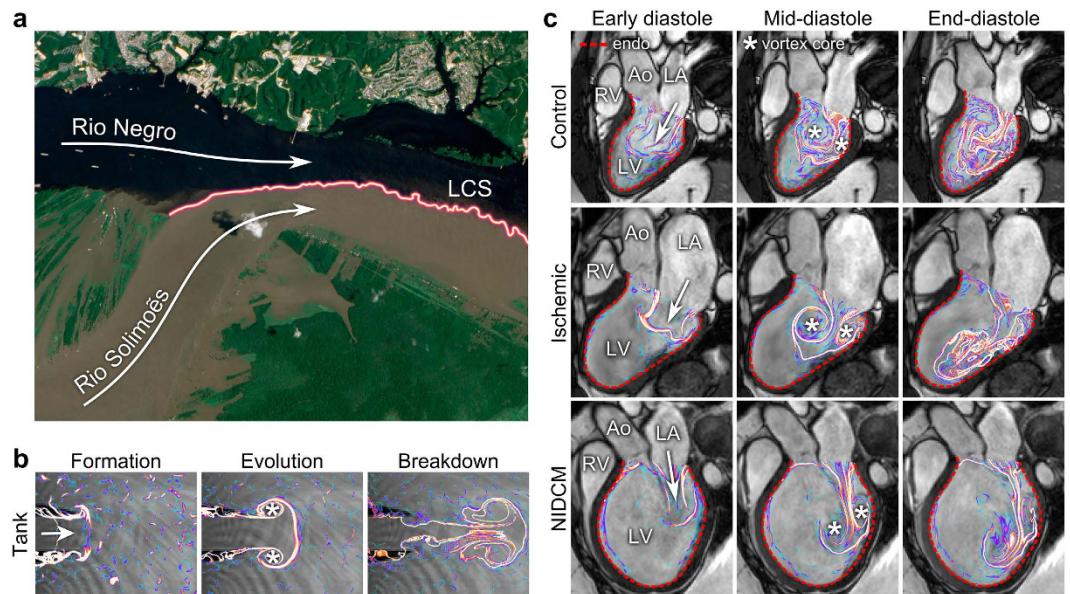 a
Rio Negro
LCS
Rio Solimoẽs
b
Formation
Evolution
Breakdown
Tank
*
*
c
Early diastole
Mid-diastole
End-diastole
Control
endo
* vortex core
Ao
LA
RV
LV
*
*
Ischemic
Ao
LA
RV
LV
*
*
NIDCM
Ao
LA
RV
LV
*
*